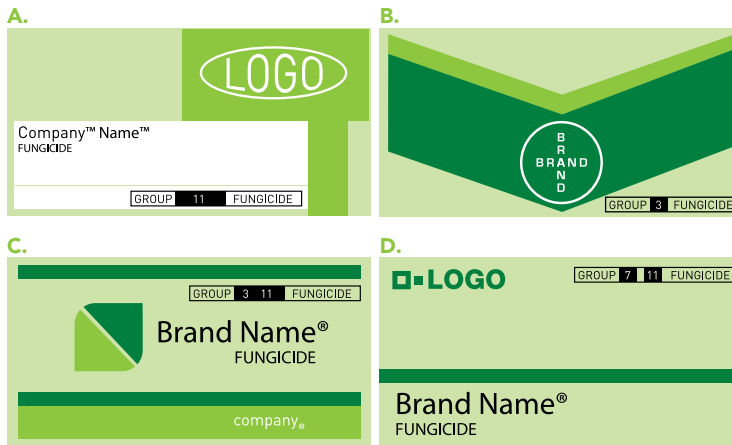 A.
LOGO
Company™ Name™
FUNGICIDE
GROUP 11 FUNGICIDE
B.
BRAND
BRAND
GROUP 3 FUNGICIDE
C.
GROUP 3 11 FUNGICIDE
Brand Name®
FUNGICIDE
company®
D.
LOGO
GROUP 7 11 FUNGICIDE
Brand Name®
FUNGICIDE